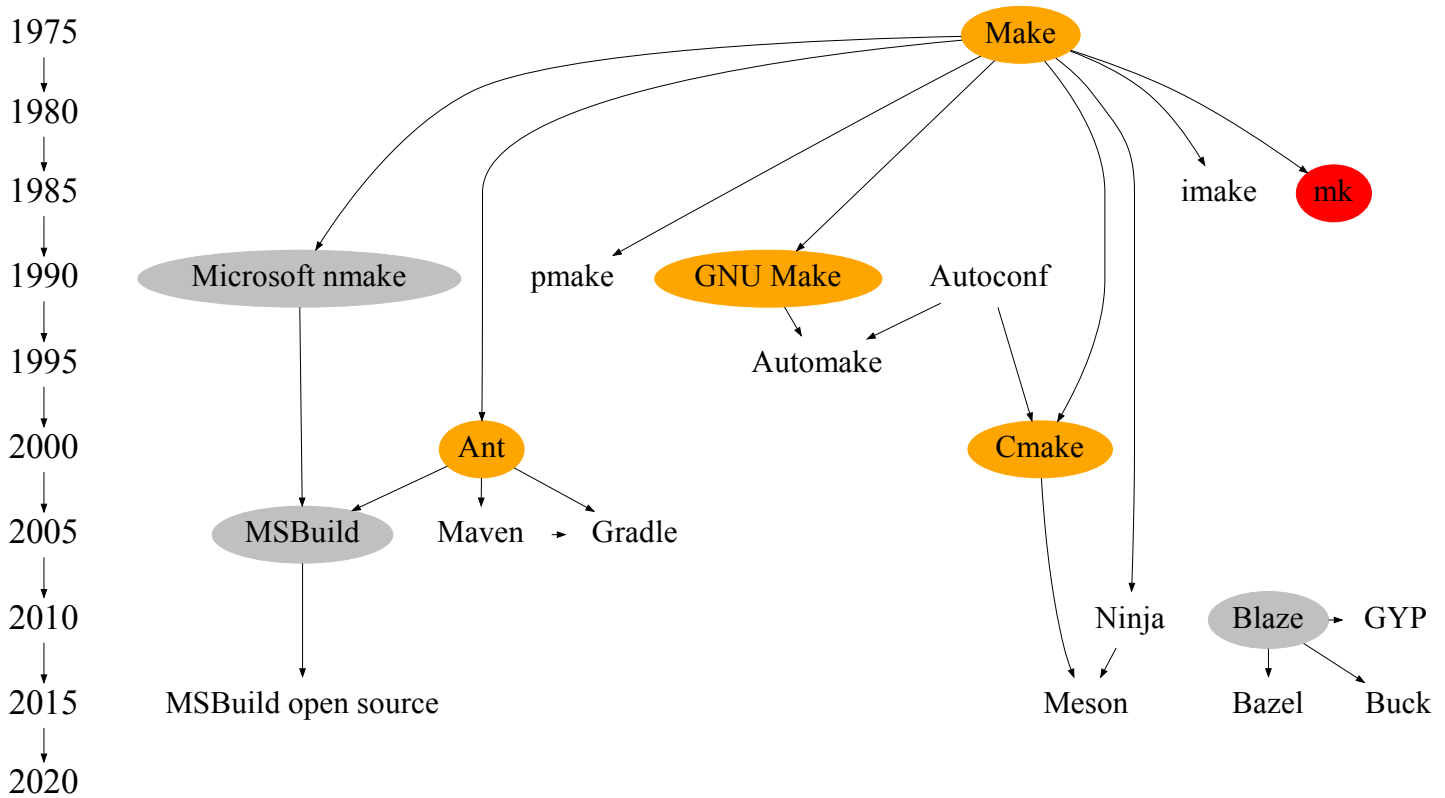 1975
Make
1980
1985
imake
mk
1990
Microsoft nmake
pmake
GNU Make
Autoconf
1995
Automake
2000
Ant
Cmake
2005
MSBuild
Maven
Gradle
2010
Ninja
Blaze
GYP
2015
MSBuild open source
Meson
Bazel
Buck
2020